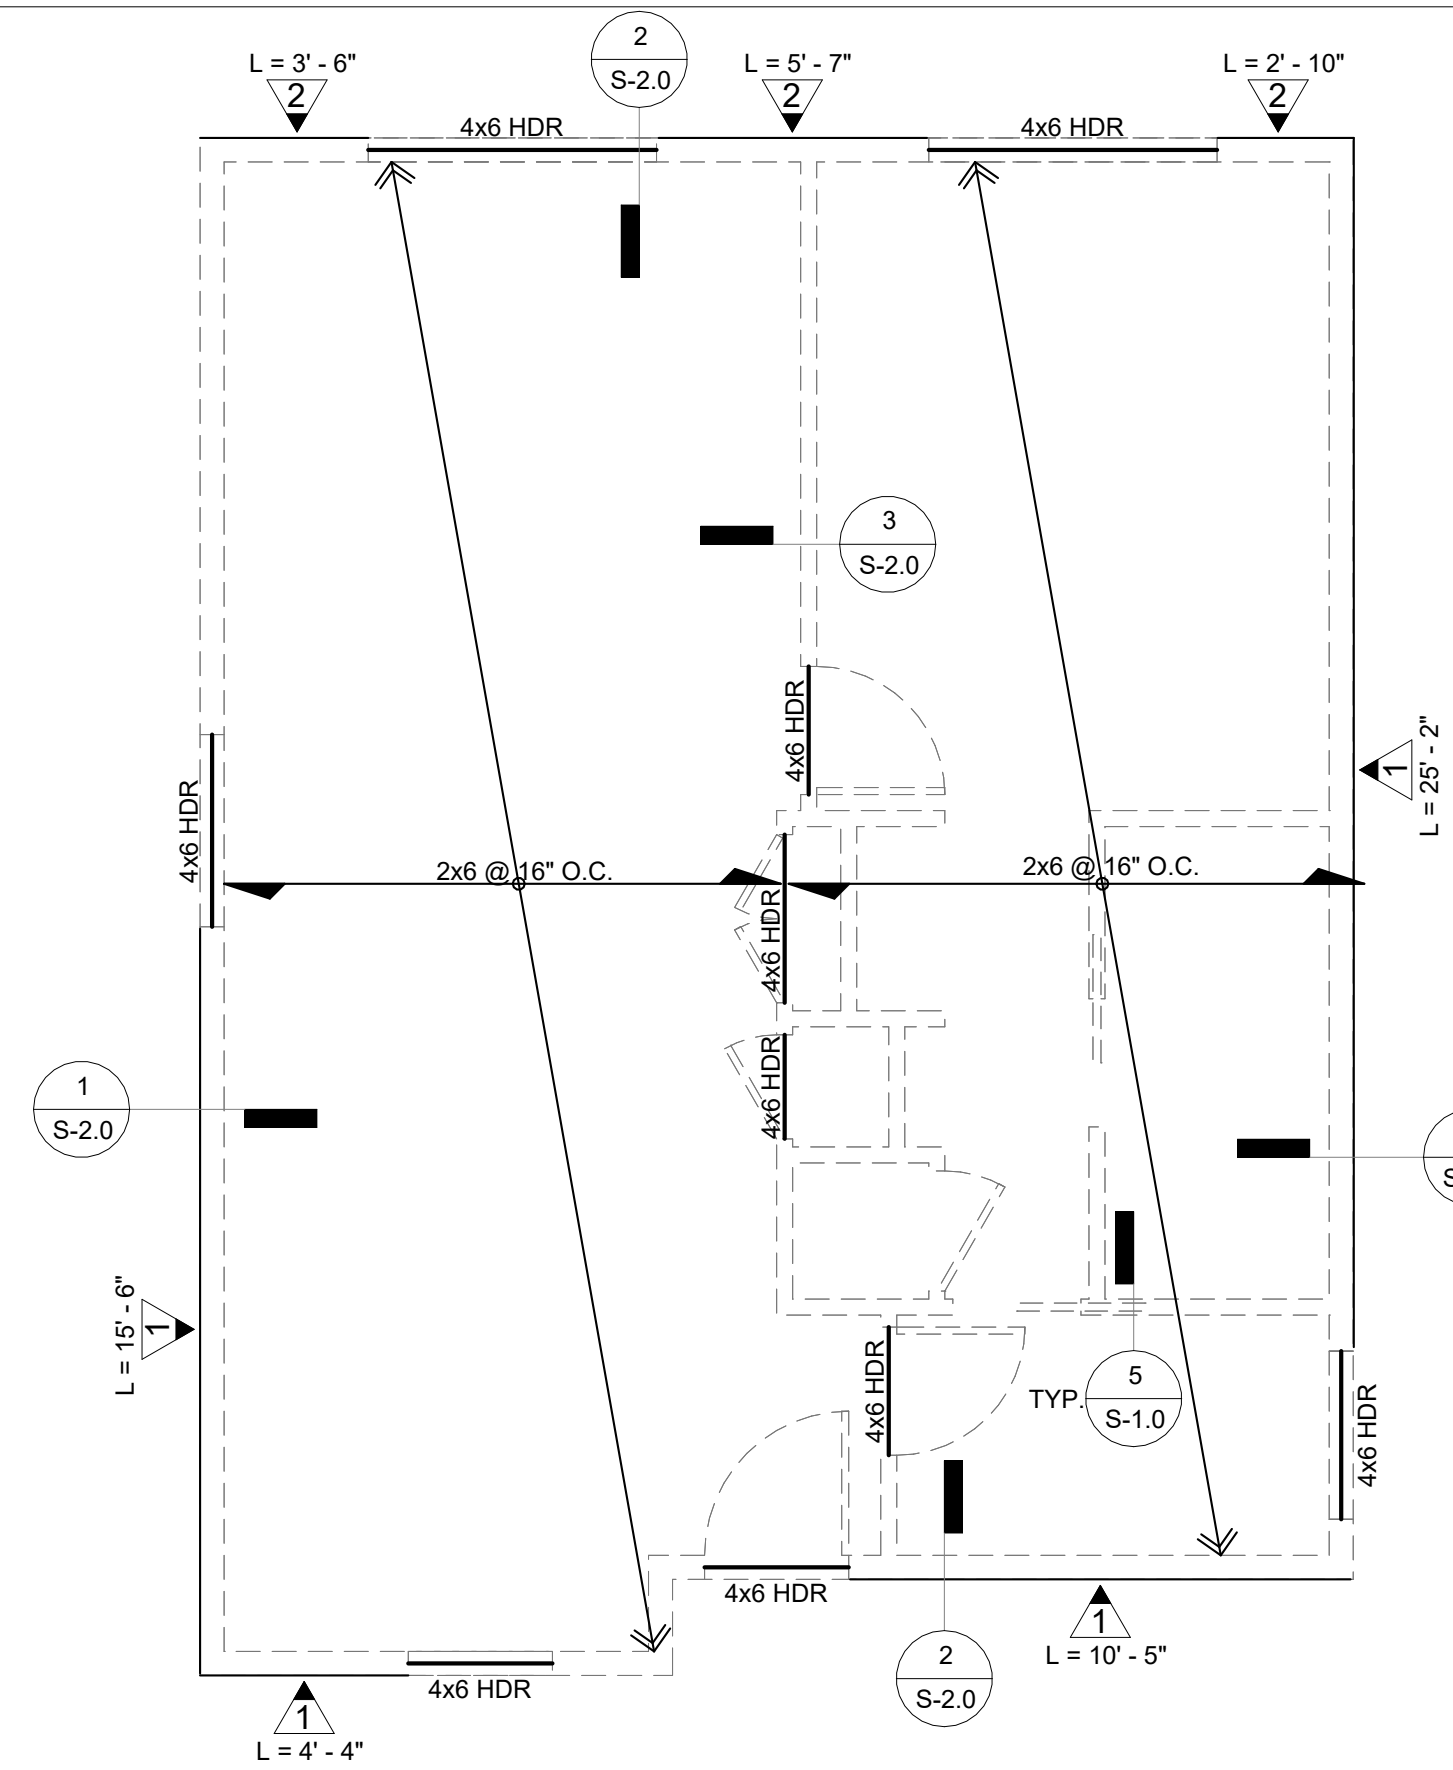 2
S-2.0
L = 3' - 6"
2
L = 5' - 7"
2
L = 2' - 10"
2
4x6 HDR
4x6 HDR
3
S-2.0
4x6 HDR
4x6 HDR
L = 25' - 2"
1
2x6 @ 16" O.C.
2x6 @ 16" O.C.
4x6 HDR
4x6 HDR
1
S-2.0
S
L = 15' - 6"
1
4x6 HDR
TYP.
5
S-1.0
4x6 HDR
4x6 HDR
1
L = 10' - 5"
2
S-2.0
4x6 HDR
1
L = 4' - 4"